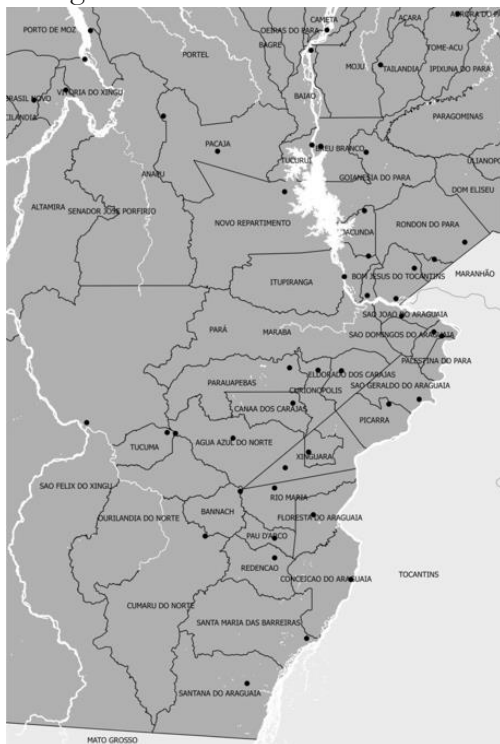 CAMETA
ACARA
AURORA DO PARA
PORTO DE MOZ
OEIRAS DO PARA
BAGRE
PORTEL
MOJU
TOME-ACU
TAILANDIA
IPIXUNA DO PARA
BAIAO
BRASIL NOVO
VITORIA DO XINGU
PARAGOMINAS
PACAJA
BREU BRANCO
TUCURUI
ULIANOPOLIS
ANAPU
GOIANESIA DO PARA
DOM ELISEU
ALTAMIRA
SENADOR JOSE PORFIRIO
NOVO REPARTIMENTO
JACUNDA
RONDON DO PARA
ITUPIRANGA
BOM JESUS DO TOCANTINS
MARANHÃO
SAO JOAO DO ARAGUAIA
PARÁ
MARABA
SAO DOMINGOS DO ARAGUAIA
PALESTINA DO PARA
PARAUAPEBAS
ELDORADO DOS CARAJAS
CURIONOPOLIS
SAO GERALDO DO ARAGUAIA
CANAA DOS CARAJAS
PICARRA
TUCUMA
AGUA AZUL DO NORTE
XINGUARA
SAO FELIX DO XINGU
RIO MARIA
BANNACH
OURILANDIA DO NORTE
FLORESTA DO ARAGUAIA
PAU D'ARCO
REDENCAO
CONCEICAO DO ARAGUAIA
TOCANTINS
CUMARU DO NORTE
SANTA MARIA DAS BARREIRAS
SANTANA DO ARAGUAIA
MATO GROSSO